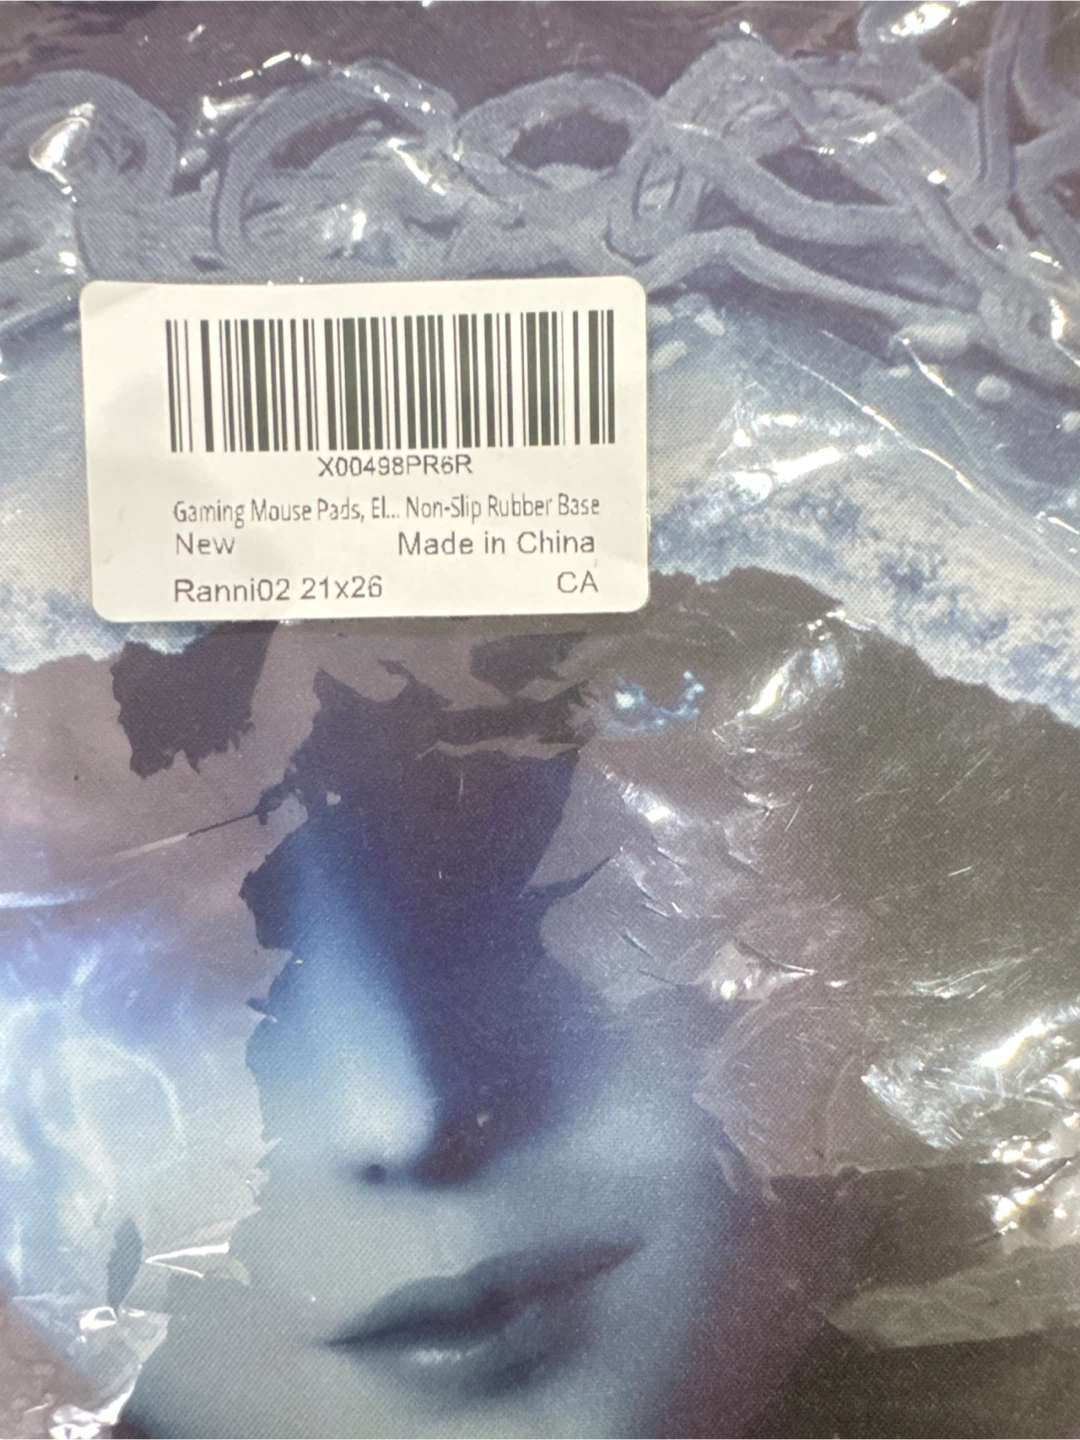 X00498PR6R
Gaming Mouse Pads, El... Non-Slip Rubber Base
New Made in China
Ranni02 21x26 CA